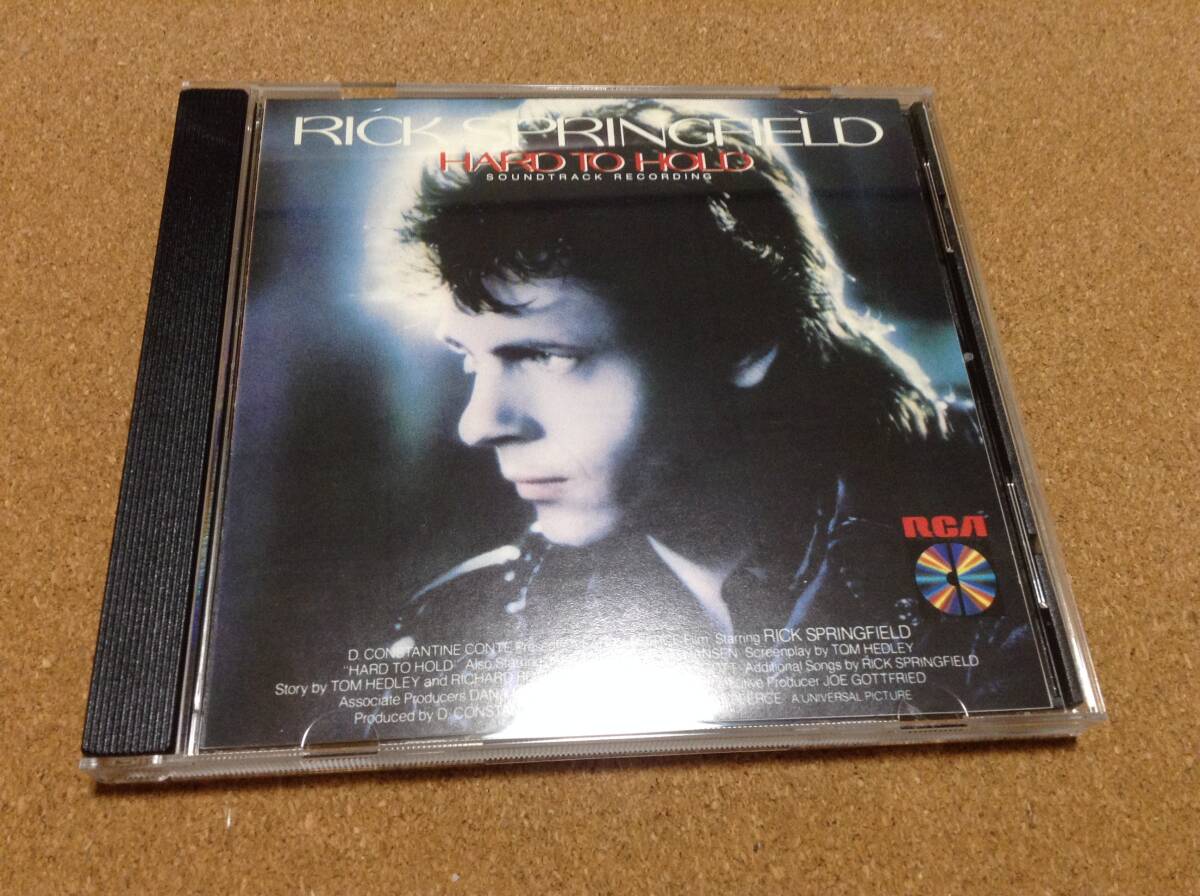 RICK SPRINGFIELD
HARD TO HOLD
SOUNDTRACK RECORDING
RCA
D. CONSTANTINE CONTE Film Starring RICK SPRINGFIELD
"HARD TO HOLD" Also Starring Screenplay by TOM HEDLEY
Story by TOM HEDLEY and RICHARD Additional Songs by RICK SPRINGFIELD
Associate Producers Producer JOE GOTTFRIED
Produced by D. A UNIVERSAL PICTURE